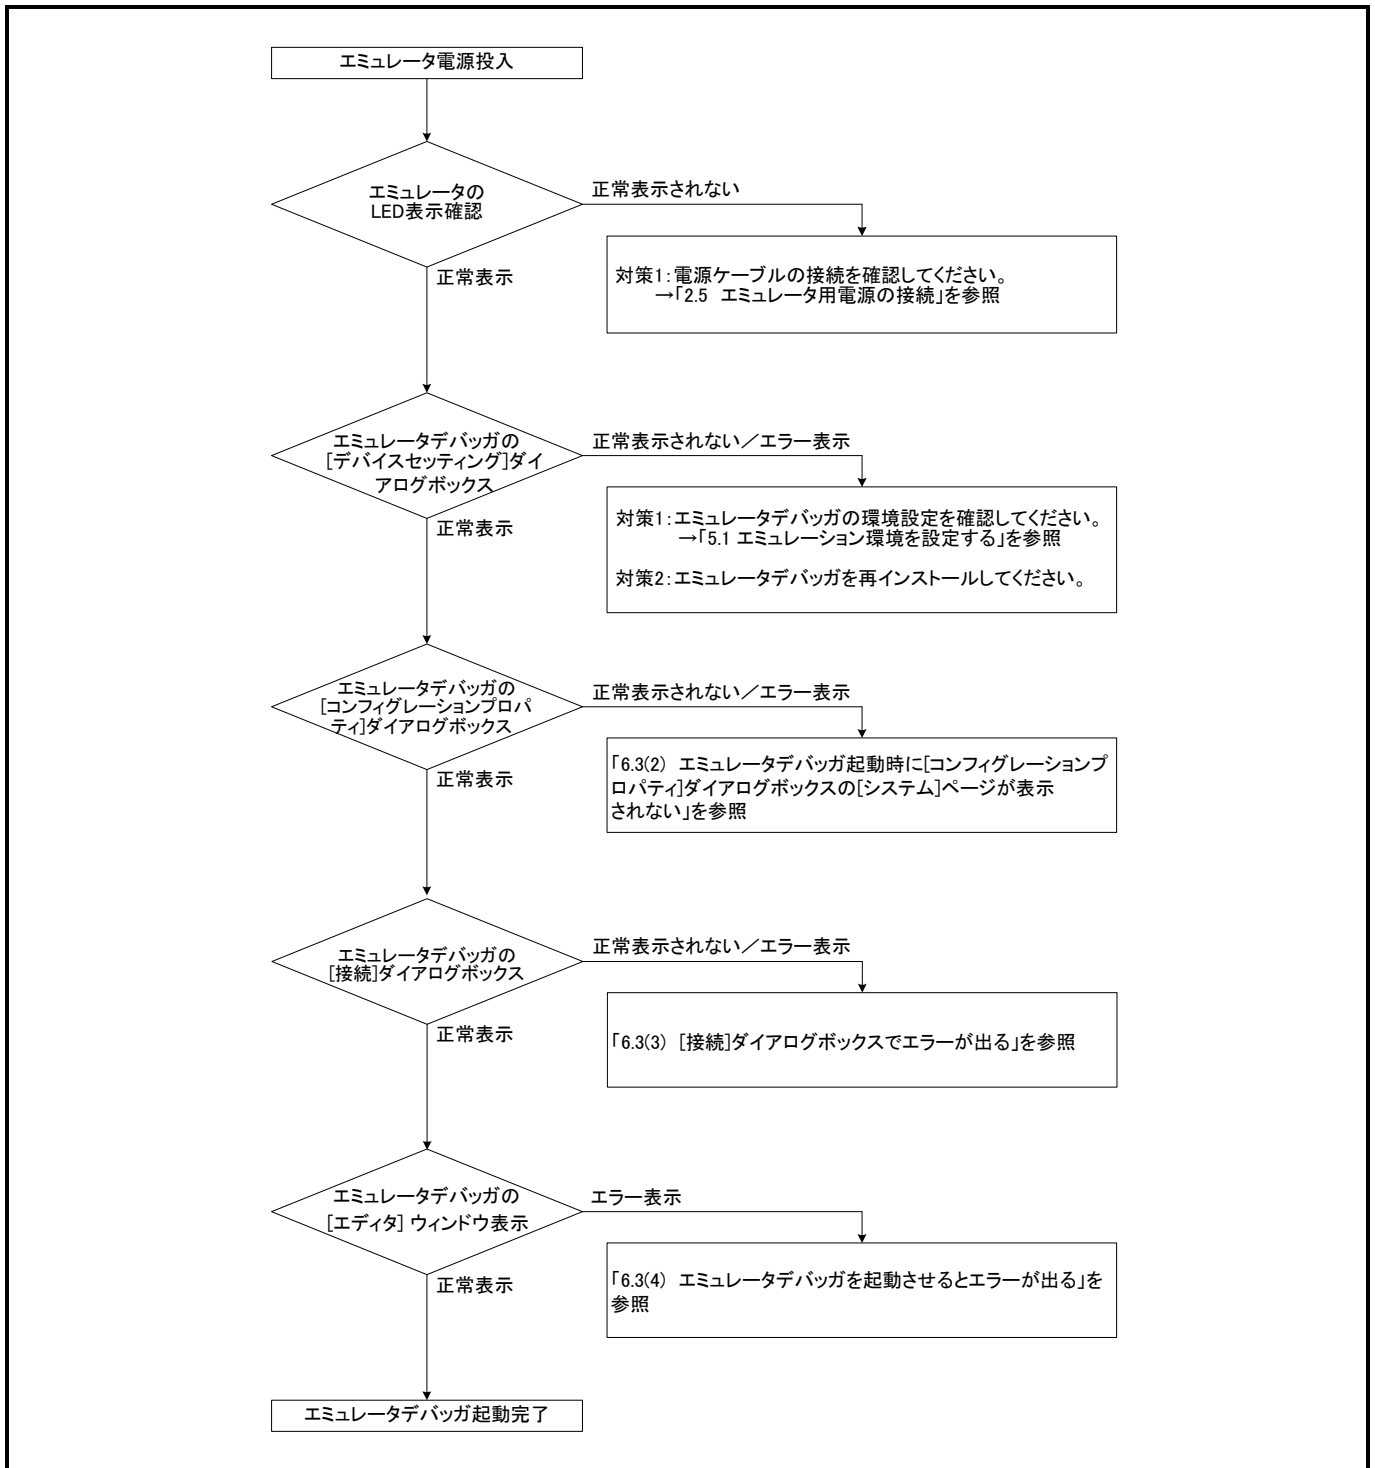 エミュレータ電源投入
エミュレータの
LED表示確認
正常表示されない
正常表示
対策1：電源ケーブルの接続を確認してください。
→「2.5 エミュレータ用電源の接続」を参照
エミュレータデバッガの
[デバイスセッティング]ダイ
アログボックス
正常表示されない／エラー表示
正常表示
対策1：エミュレータデバッガの環境設定を確認してください。
→「5.1 エミュレーション環境を設定する」を参照
対策2：エミュレータデバッガを再インストールしてください。
エミュレータデバッガの
[コンフィグレーションプロパ
ティ]ダイアログボックス
正常表示されない／エラー表示
正常表示
「6.3(2) エミュレータデバッガ起動時に[コンフィグレーションプ
ロパティ]ダイアログボックスの[システム]ページが表示
されない」を参照
エミュレータデバッガの
[接続]ダイアログボックス
正常表示されない／エラー表示
正常表示
「6.3(3) [接続]ダイアログボックスでエラーが出る」を参照
エミュレータデバッガの
[エディタ] ウィンドウ表示
エラー表示
正常表示
「6.3(4) エミュレータデバッガを起動させるとエラーが出る」を
参照
エミュレータデバッガ起動完了